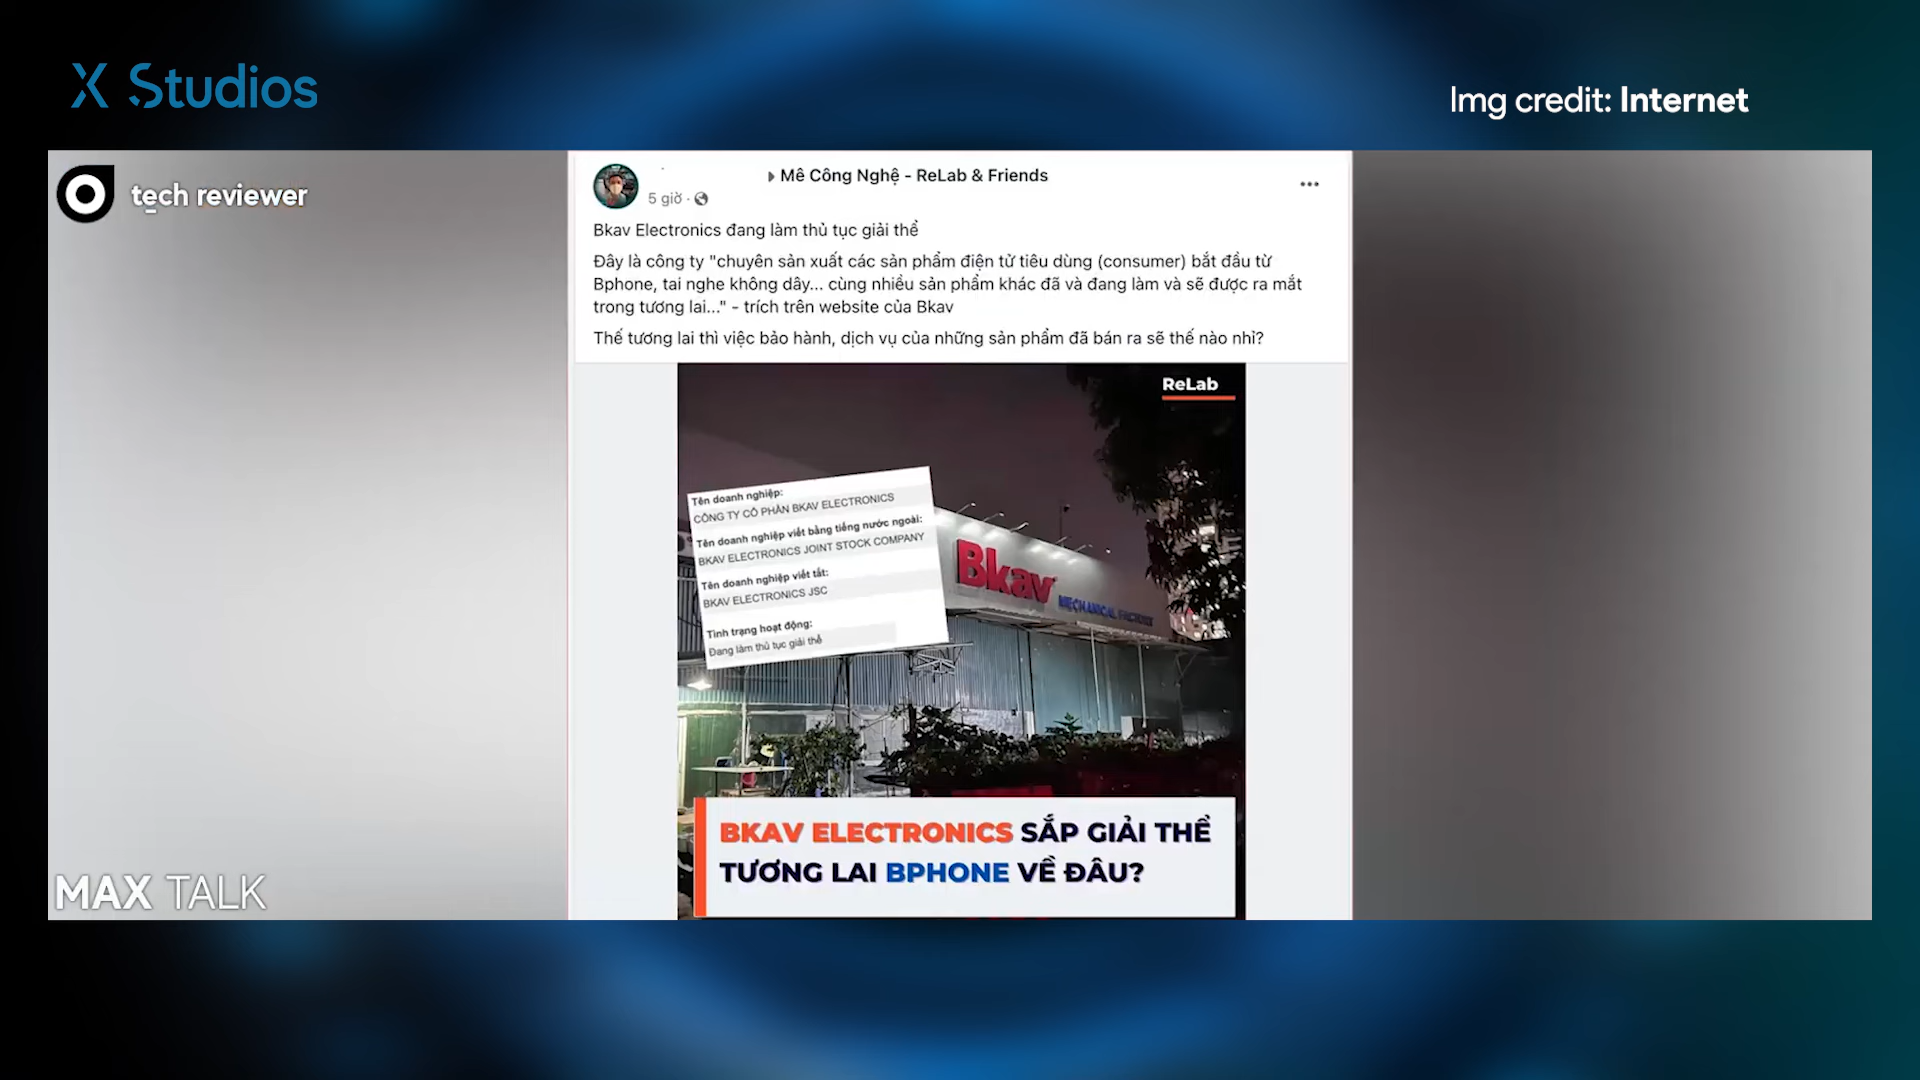 X Studios
Img credit: Internet
tech reviewer
Mê Công Nghệ - ReLab & Friends
5 giờ
Bkav Electronics đang làm thủ tục giải thể
Đây là công ty "chuyên sản xuất các sản phẩm điện tử tiêu dùng (consumer) bắt đầu từ
Bphone, tai nghe không dây... cùng nhiều sản phẩm khác đã và đang làm và sẽ được ra mắt
trong tương lai..." - trích trên website của Bkav
Thế tương lai thì việc bảo hành, dịch vụ của những sản phẩm đã bán ra sẽ thế nào nhỉ?
ReLab
Tên doanh nghiệp:
CÔNG TY CỔ PHẦN BKAV ELECTRONICS
Tên doanh nghiệp viết bằng tiếng nước ngoài:
BKAV ELECTRONICS JOINT STOCK COMPANY
Tên doanh nghiệp viết tắt:
BKAV ELECTRONICS JSC
Tình trạng hoạt động:
Đang làm thủ tục giải thể
Bkav
MECHANICAL FACTORY
BKAV ELECTRONICS SẮP GIẢI THỂ
TƯƠNG LAI BPHONE VỀ ĐÂU?
MAX TALK